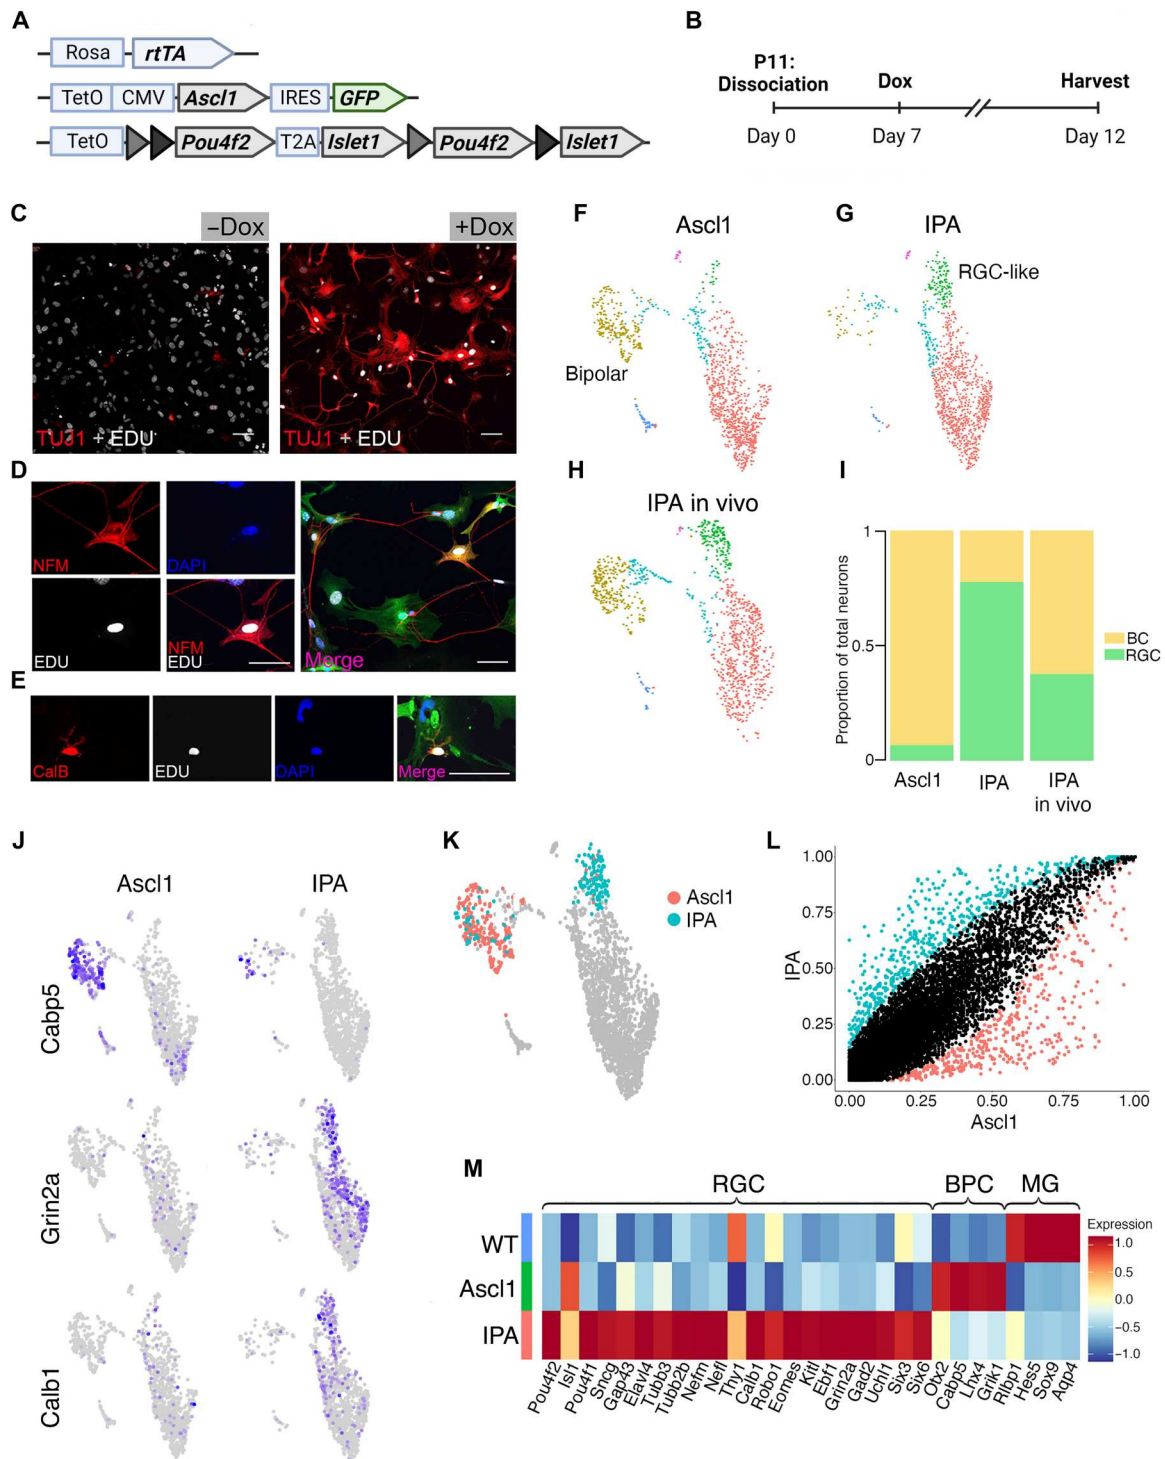 A
Rosa rtTA
TetO CMV Ascl1 IRES GFP
TetO Pou4f2 T2A Islet1 Pou4f2 Islet1
B
P11:
Dissociation Dox Harvest
Day 0 Day 7 Day 12
C
–Dox +Dox
TUJ1 + EDU TUJ1 + EDU
D
NFM DAPI
EDU NFM
EDU Merge
E
CalB EDU DAPI Merge
F
Ascl1
Bipolar
G
IPA
RGC-like
H
IPA in vivo
I
Proportion of total neurons
1
0.5
0
BC
RGC
Ascl1 IPA IPA
in vivo
J
Ascl1 IPA
Cabp5
Grin2a
Calb1
K
Ascl1
IPA
L
IPA
1.00
0.75
0.50
0.25
0.00
0.00 0.25 0.50 0.75 1.00
Ascl1
M
RGC BPC MG
WT
Ascl1
IPA
Expression
1.0
0.5
0.0
−0.5
−1.0
Pou4f2 Isl1 Pou4f1 Sncg Gap43 Elavl4 Tubb3 Tubb2b Nefm Nefl Thy1 Calb1 Robo1 Eomes Kitl Ebf1 Grin2a Gad2 Uchl1 Six3 Six6 Otx2 Cabp5 Lhx4 Grik1 Rlbp1 Hes5 Sox9 Aqp4